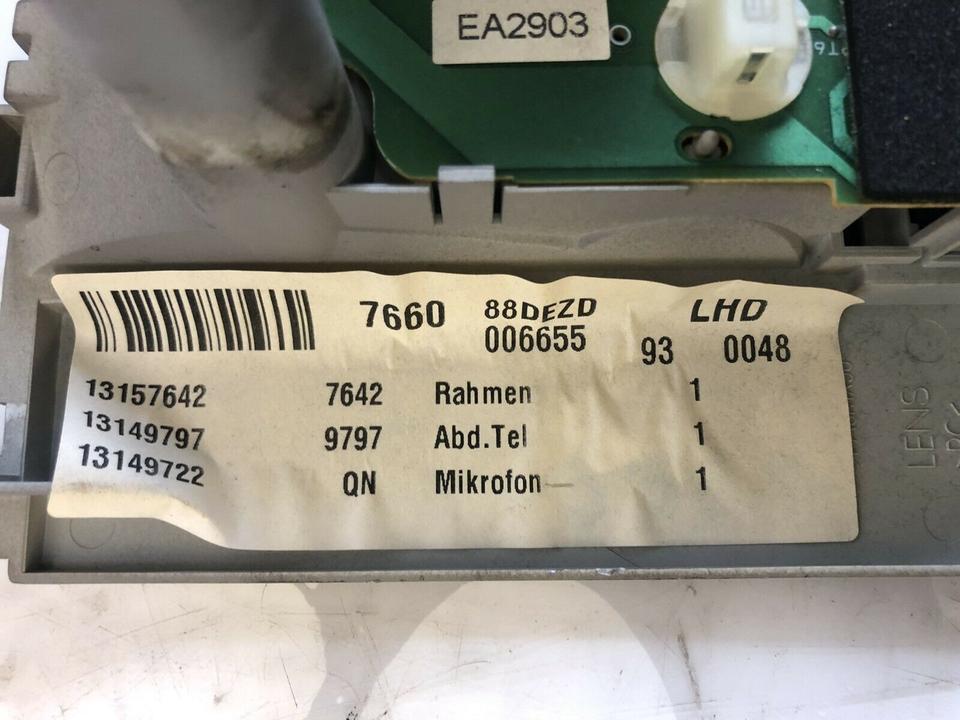 EA2903
PT6
7660 88DEZD LHD
006655 93 0048
13157642 7642 Rahmen 1
13149797 9797 Abd.Tel 1
13149722 QN Mikrofon 1
LENS